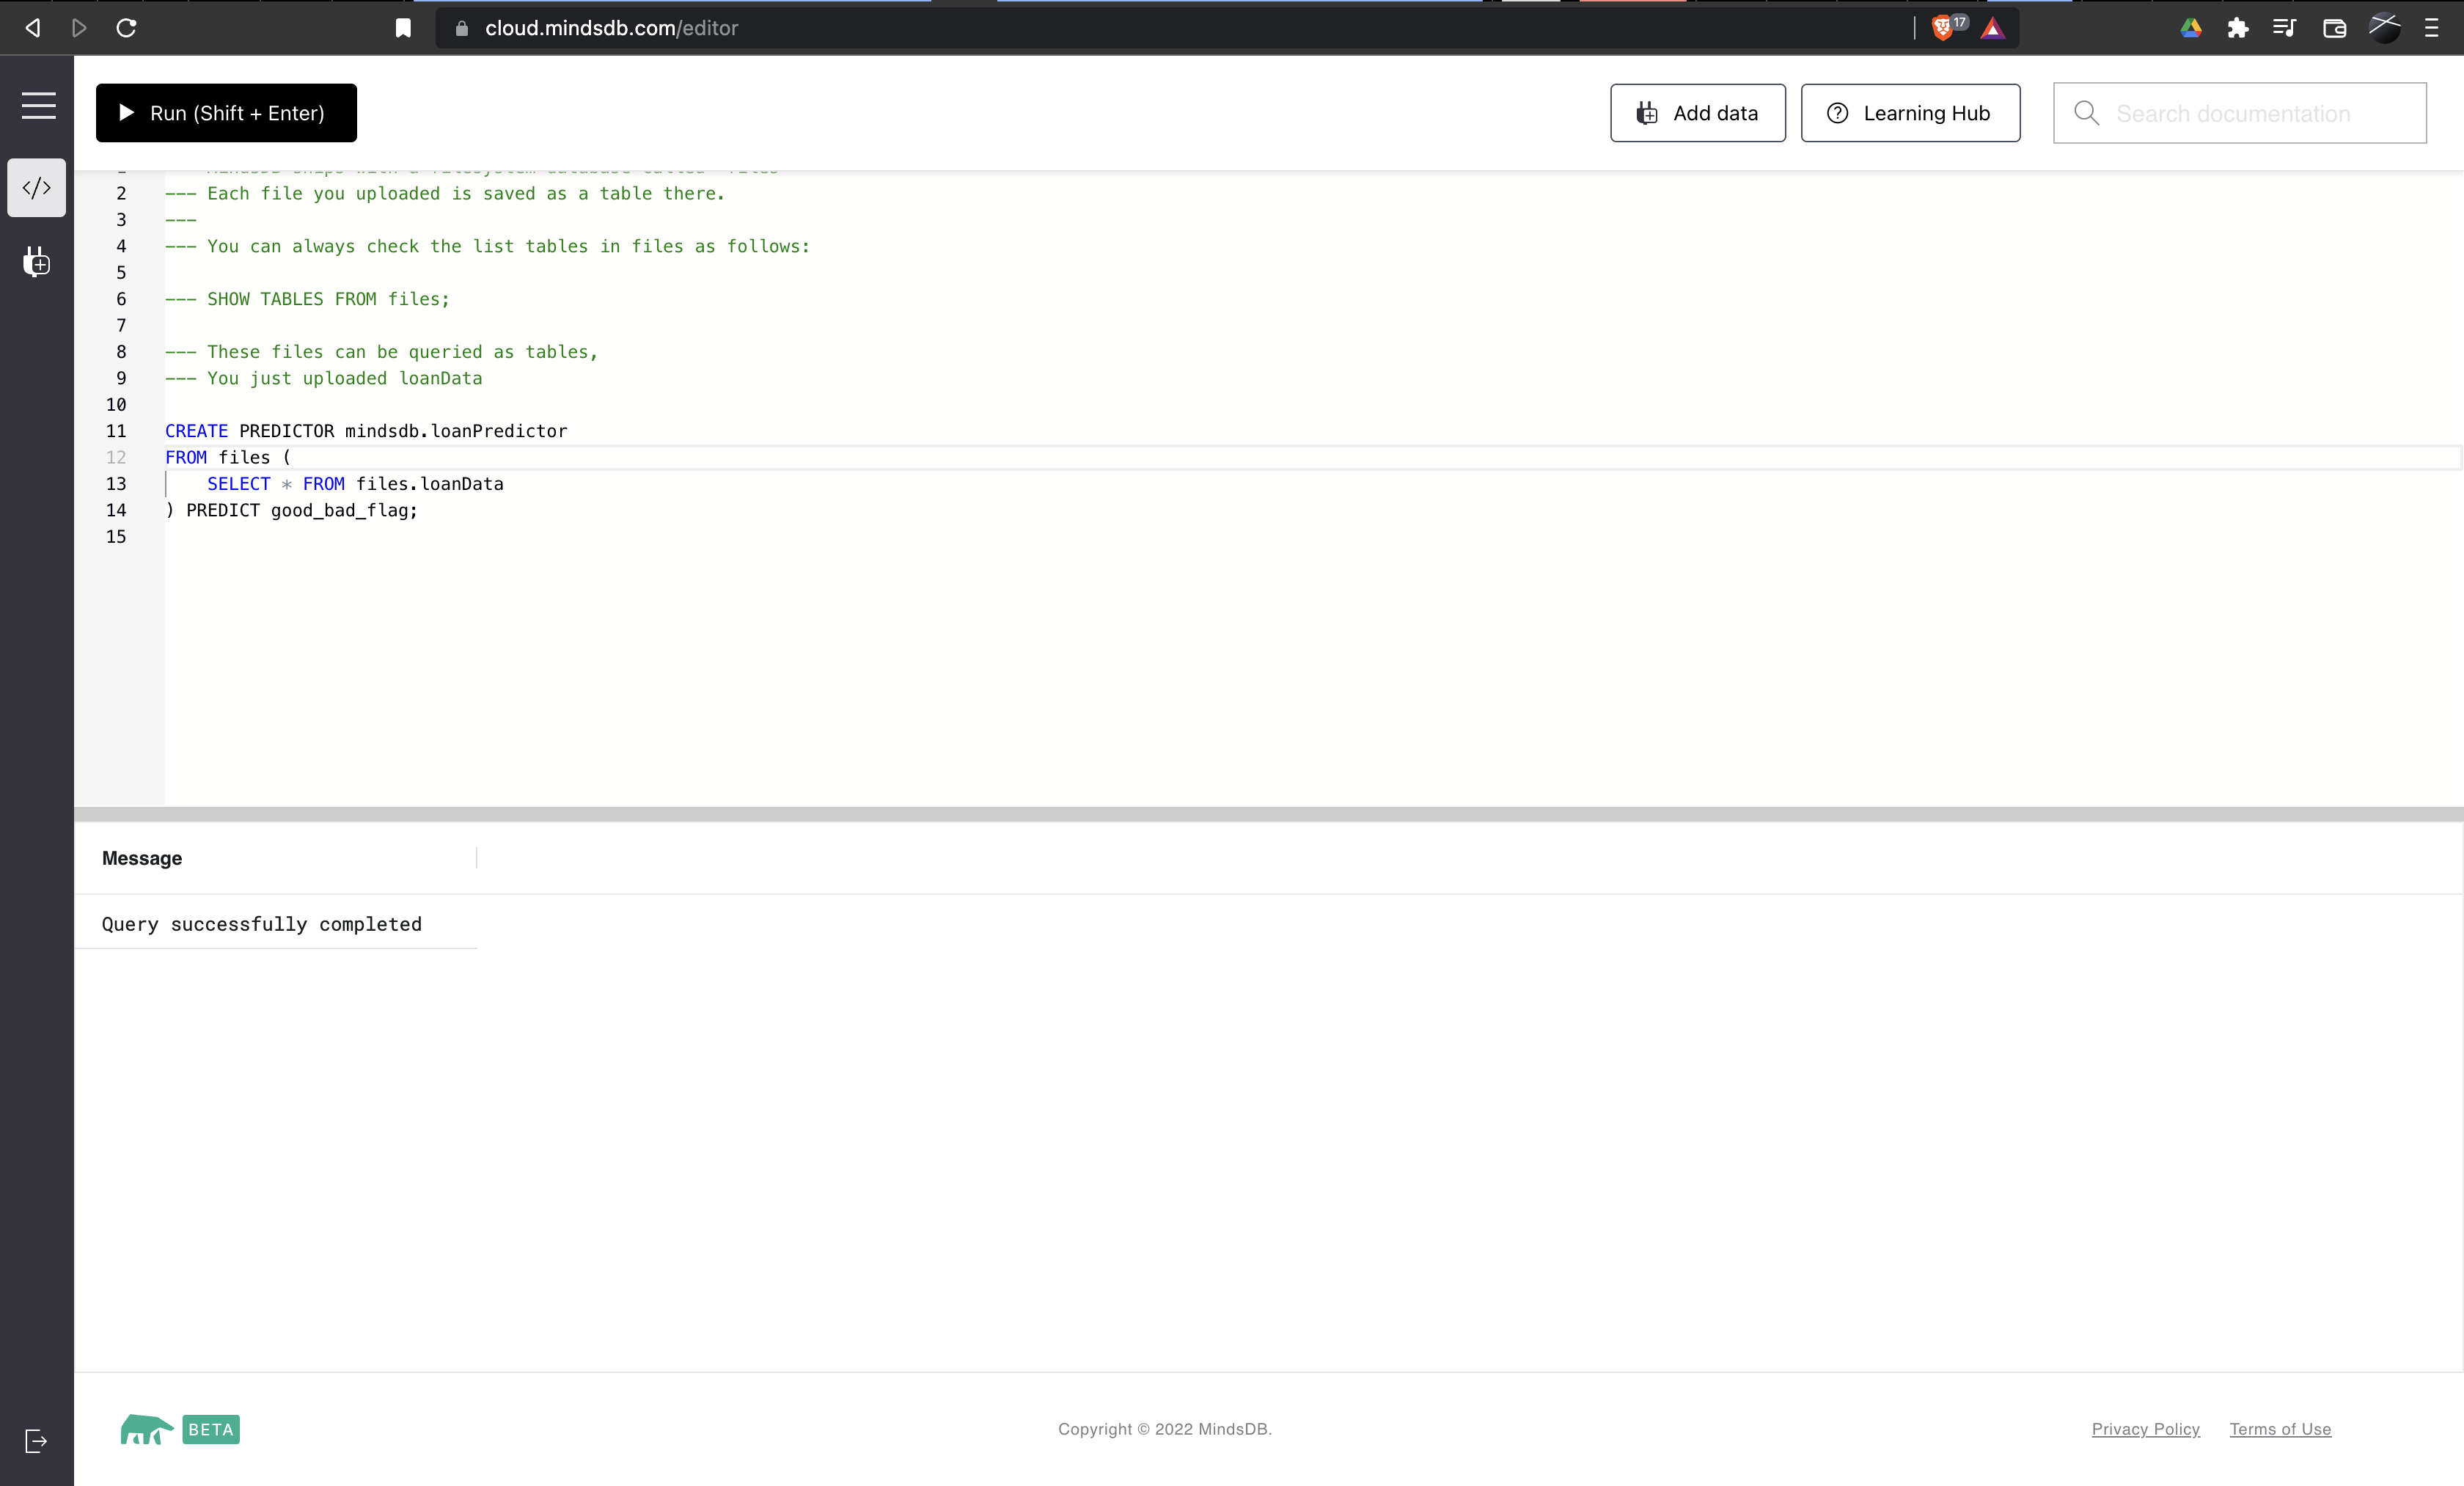 cloud.mindsdb.com/editor
17
Run (Shift + Enter)
Add data
Learning Hub
Search documentation
2 --- Each file you uploaded is saved as a table there.
3 ---
4 --- You can always check the list tables in files as follows:
5
6 --- SHOW TABLES FROM files;
7
8 --- These files can be queried as tables,
9 --- You just uploaded loanData
10
11 CREATE PREDICTOR mindsdb.loanPredictor
12 FROM files (
13 SELECT * FROM files.loanData
14 ) PREDICT good_bad_flag;
15
Message
Query successfully completed
BETA
Copyright © 2022 MindsDB.
Privacy Policy
Terms of Use